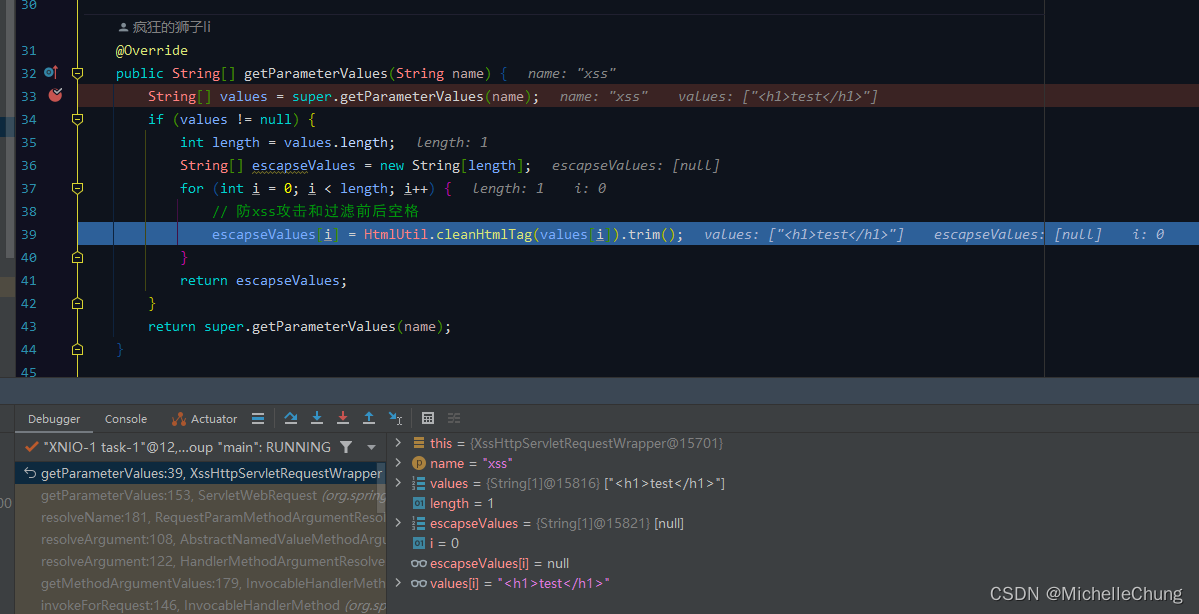 30
疯狂的狮子li
31 @Override
32 public String[] getParameterValues(String name) { name: "xss"
33 String[] values = super.getParameterValues(name); name: "xss" values: ["<h1>test</h1>"]
34 if (values != null) {
35 int length = values.length; length: 1
36 String[] escapseValues = new String[length]; escapseValues: [null]
37 for (int i = 0; i < length; i++) { length: 1 i: 0
38 // 防xss攻击和过滤前后空格
39 escapseValues[i] = HtmlUtil.cleanHtmlTag(values[i]).trim(); values: ["<h1>test</h1>"] escapseValues: [null] i: 0
40 }
41 return escapseValues;
42 }
43 return super.getParameterValues(name);
44 }
45
Debugger Console Actuator
"XNIO-1 task-1"@12,...oup "main": RUNNING
getParameterValues:39, XssHttpServletRequestWrapper
getParameterValues:153, ServletWebRequest (org.spring
resolveName:181, RequestParamMethodArgumentResol
resolveArgument:108, AbstractNamedValueMethodArgu
resolveArgument:122, HandlerMethodArgumentResolve
getMethodArgumentValues:179, InvocableHandlerMeth
invokeForRequest:146, InvocableHandlerMethod (org.sp
this = {XssHttpServletRequestWrapper@15701}
name = "xss"
values = {String[1]@15816} ["<h1>test</h1>"]
length = 1
escapseValues = {String[1]@15821} [null]
i = 0
escapseValues[i] = null
values[i] = "<h1>test</h1>"
00
CSDN @MichelleChung